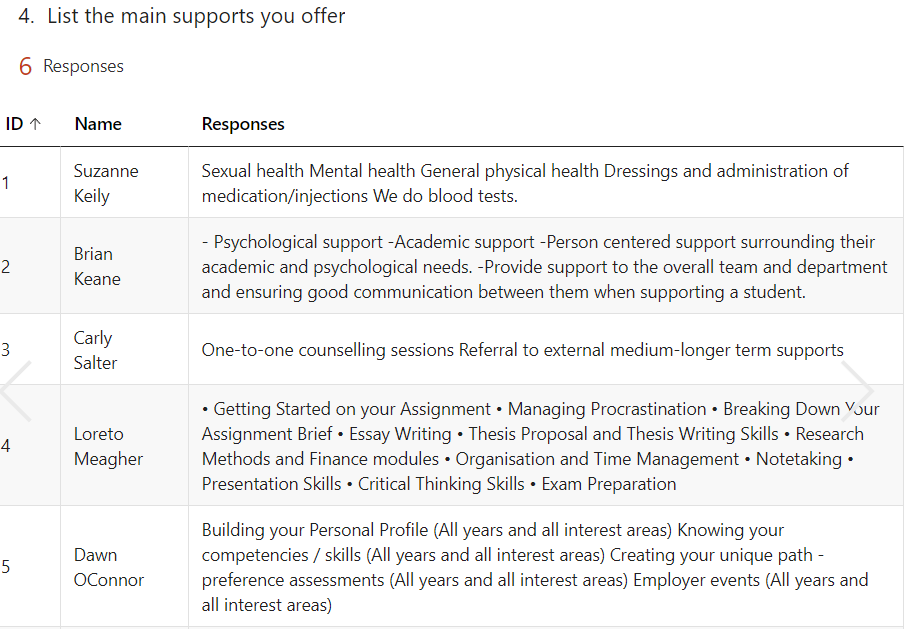 4. List the main supports you offer
6 Responses
ID ↑ Name Responses
1 Suzanne Keily Sexual health Mental health General physical health Dressings and administration of
medication/injections We do blood tests.
2 Brian Keane - Psychological support -Academic support -Person centered support surrounding their
academic and psychological needs. -Provide support to the overall team and department
and ensuring good communication between them when supporting a student.
3 Carly Salter One-to-one counselling sessions Referral to external medium-longer term supports
4 Loreto Meagher • Getting Started on your Assignment • Managing Procrastination • Breaking Down Your
Assignment Brief • Essay Writing • Thesis Proposal and Thesis Writing Skills • Research
Methods and Finance modules • Organisation and Time Management • Notetaking •
Presentation Skills • Critical Thinking Skills • Exam Preparation
5 Dawn OConnor Building your Personal Profile (All years and all interest areas) Knowing your
competencies / skills (All years and all interest areas) Creating your unique path -
preference assessments (All years and all interest areas) Employer events (All years and
all interest areas)